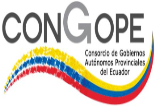 CONGOPE
Consorcio de Gobiernos
Autónomos Provinciales
del Ecuador